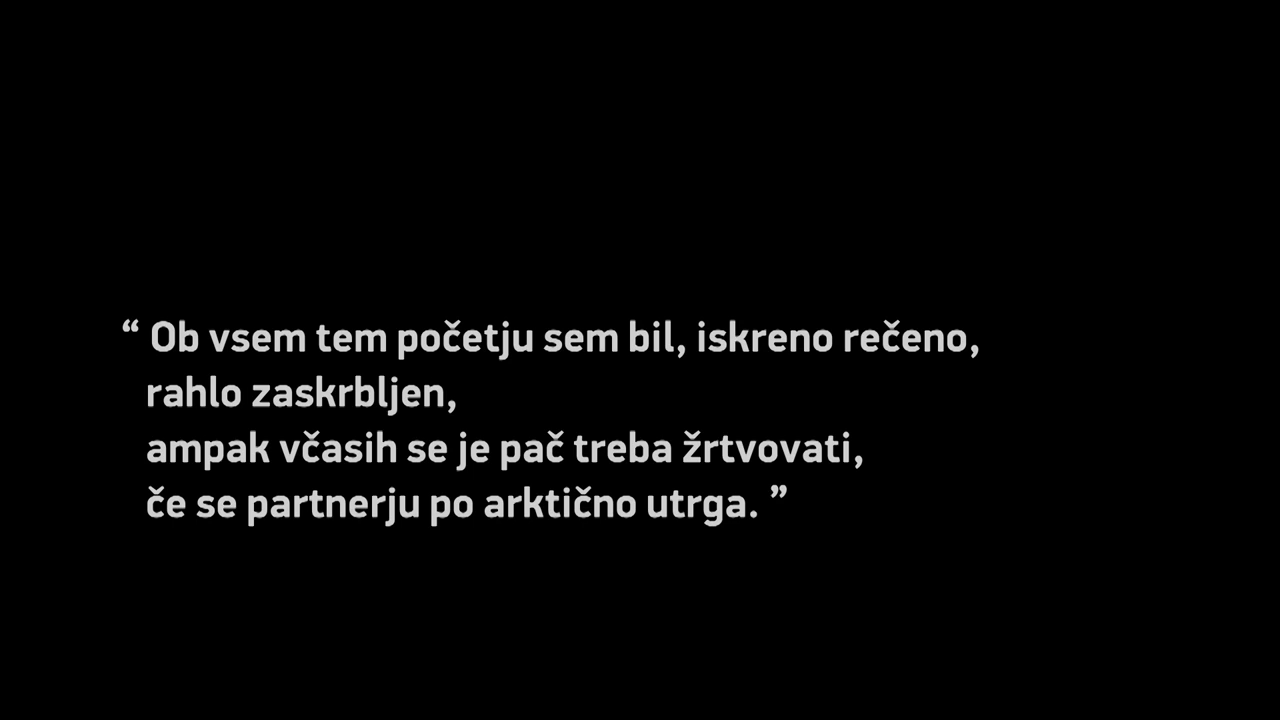 “ Ob vsem tem početju sem bil, iskreno rečeno,
rahlo zaskrbljen,
ampak včasih se je pač treba žrtvovati,
če se partnerju po arktično utrga. ”